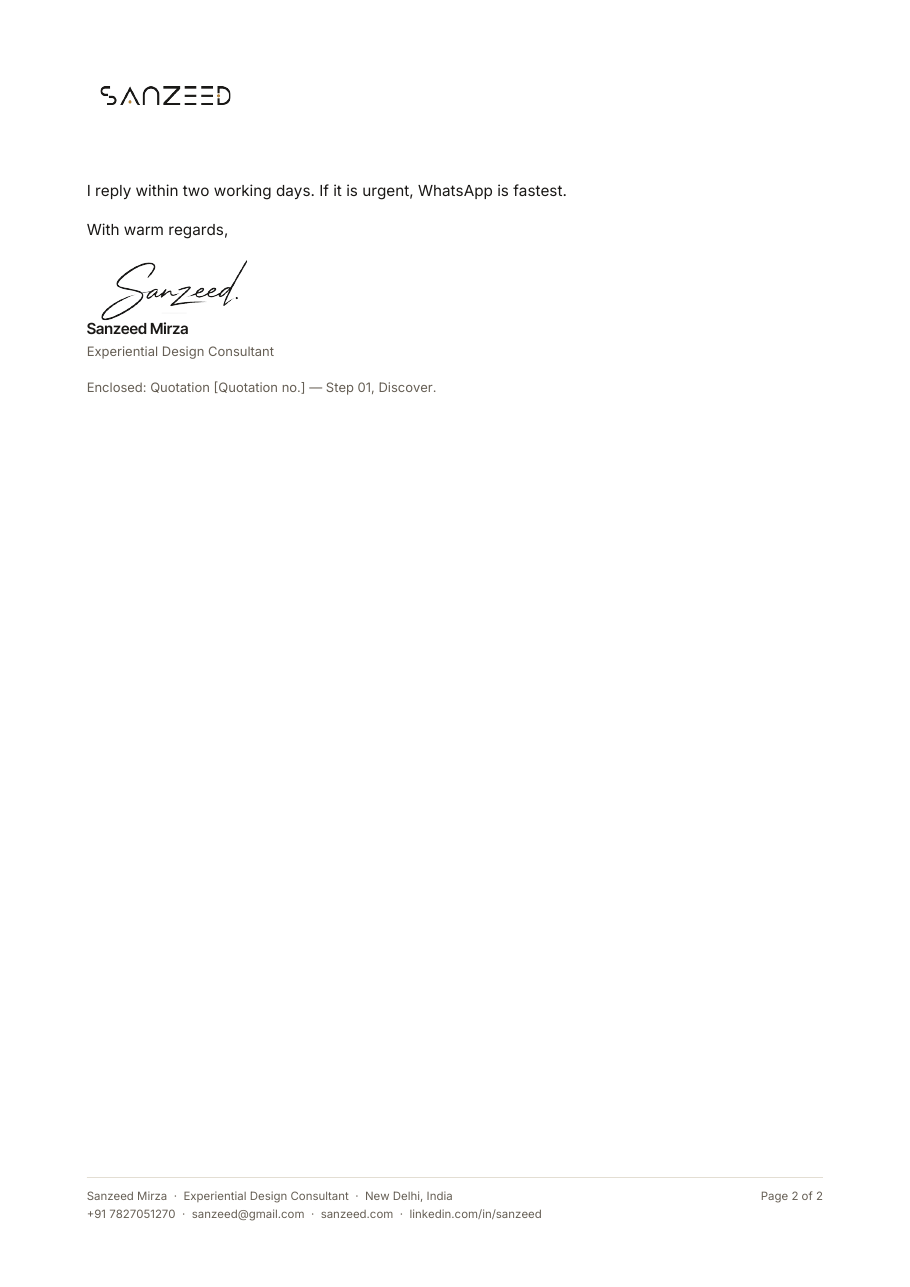 SANZEED
I reply within two working days. If it is urgent, WhatsApp is fastest.
With warm regards,
Sanzeed.
Sanzeed Mirza
Experiential Design Consultant
Enclosed: Quotation [Quotation no.] — Step 01, Discover.
Sanzeed Mirza · Experiential Design Consultant · New Delhi, India
Page 2 of 2
+91 7827051270 · sanzeed@gmail.com · sanzeed.com · linkedin.com/in/sanzeed